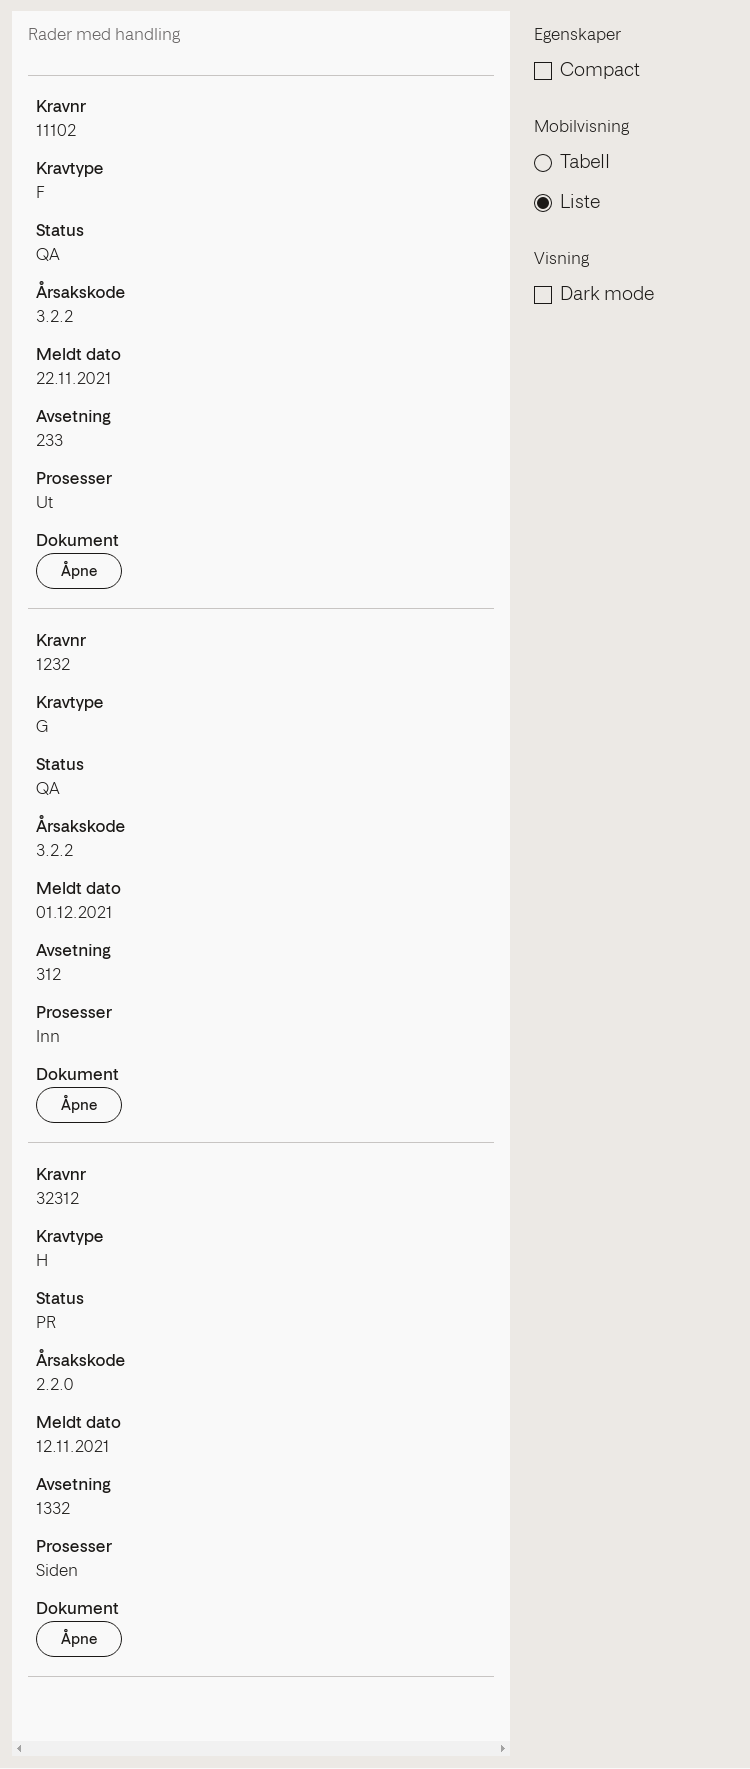 Rader med handling
Kravnr
11102
Kravtype
F
Status
QA
Årsakskode
3.2.2
Meldt dato
22.11.2021
Avsetning
233
Prosesser
Ut
Dokument
Åpne
Kravnr
1232
Kravtype
G
Status
QA
Årsakskode
3.2.2
Meldt dato
01.12.2021
Avsetning
312
Prosesser
Inn
Dokument
Åpne
Kravnr
32312
Kravtype
H
Status
PR
Årsakskode
2.2.0
Meldt dato
12.11.2021
Avsetning
1332
Prosesser
Siden
Dokument
Åpne
Egenskaper
Compact
Mobilvisning
Tabell
Liste
Visning
Dark mode